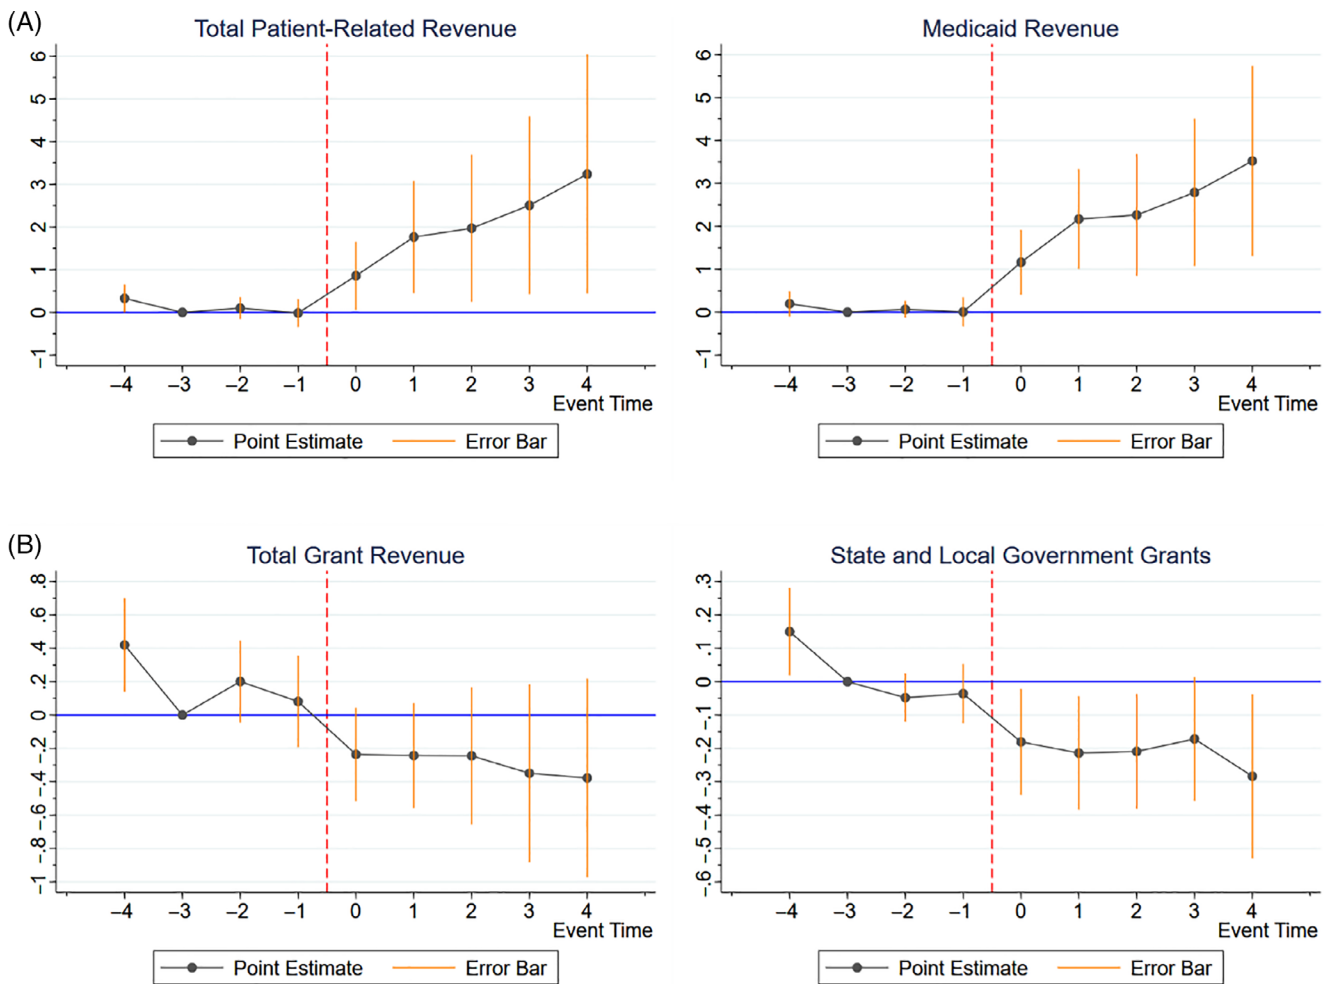 (A)
Total Patient-Related Revenue
6
5
4
3
2
1
0
–1
–4 –3 –2 –1 0 1 2 3 4
Event Time
Point Estimate Error Bar
Medicaid Revenue
6
5
4
3
2
1
0
–1
–4 –3 –2 –1 0 1 2 3 4
Event Time
Point Estimate Error Bar
(B)
Total Grant Revenue
.8
.6
.4
.2
0
–.2
–.4
–.6
–.8
–1
–4 –3 –2 –1 0 1 2 3 4
Event Time
Point Estimate Error Bar
State and Local Government Grants
.3
.2
.1
0
–.1
–.2
–.3
–.4
–.5
–.6
–4 –3 –2 –1 0 1 2 3 4
Event Time
Point Estimate Error Bar